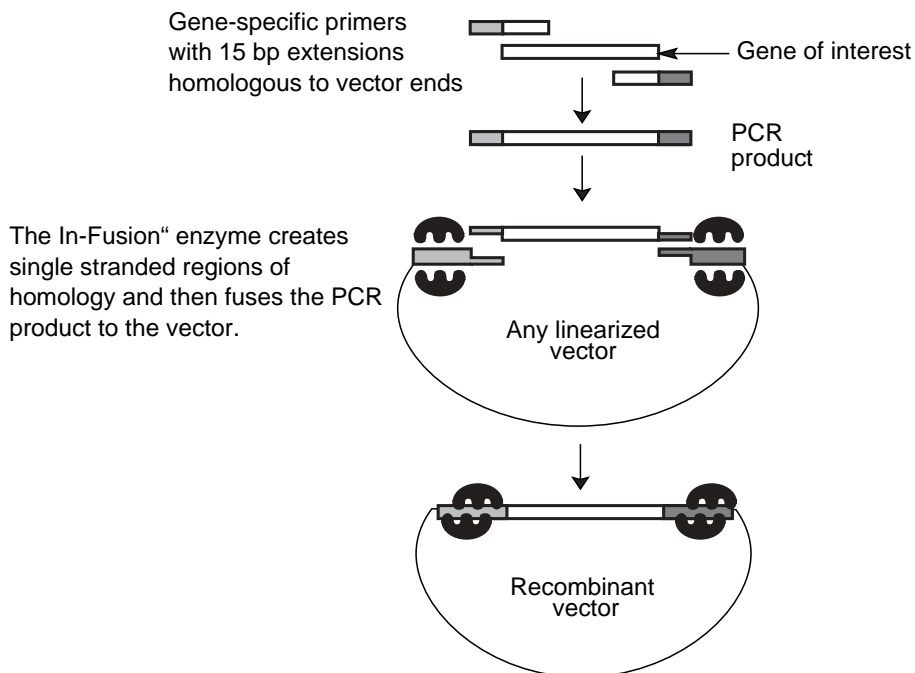 Gene-specific primers
with 15 bp extensions
homologous to vector ends
Gene of interest
PCR
product
The In-Fusion“ enzyme creates
single stranded regions of
homology and then fuses the PCR
product to the vector.
Any linearized
vector
Recombinant
vector